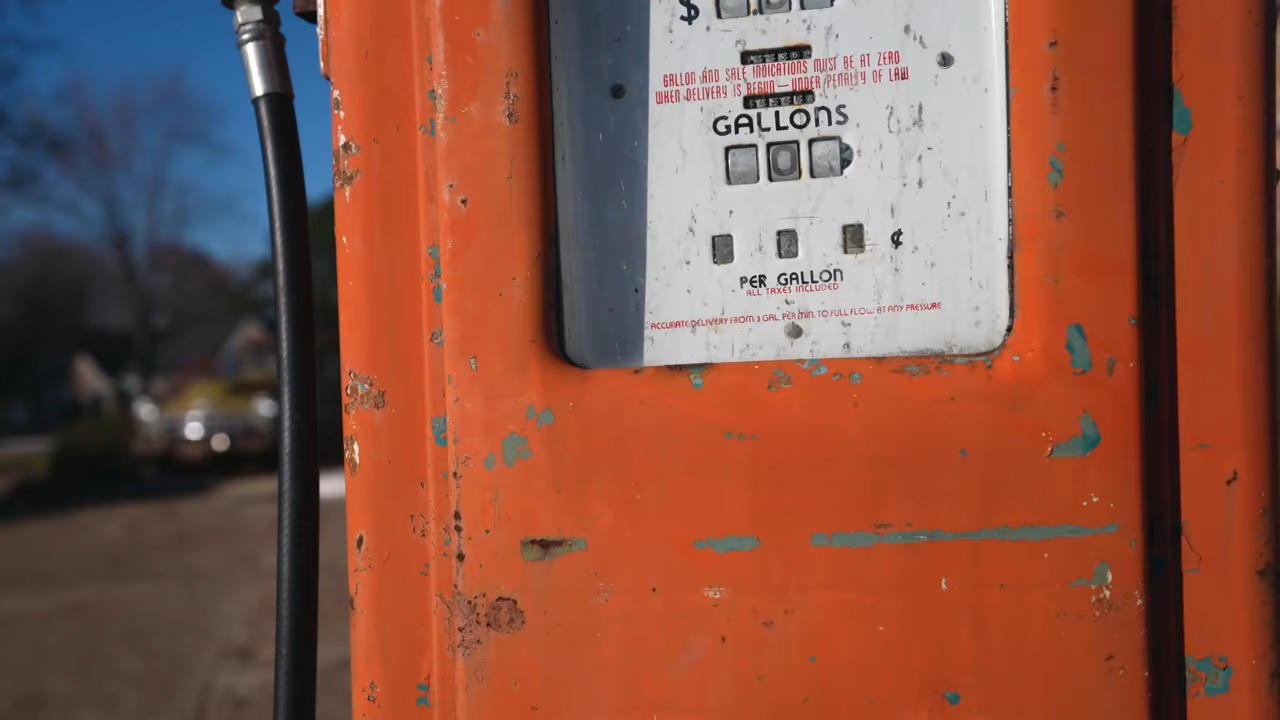 $
GALLON AND SALE INDICATIONS MUST BE AT ZERO
WHEN DELIVERY IS BEGUN — UNDER PENALTY OF LAW
GALLONS
0
¢
PER GALLON
ALL TAXES INCLUDED
ACCURATE DELIVERY FROM 3 GAL. PER MIN. TO FULL FLOW AT ANY PRESSURE